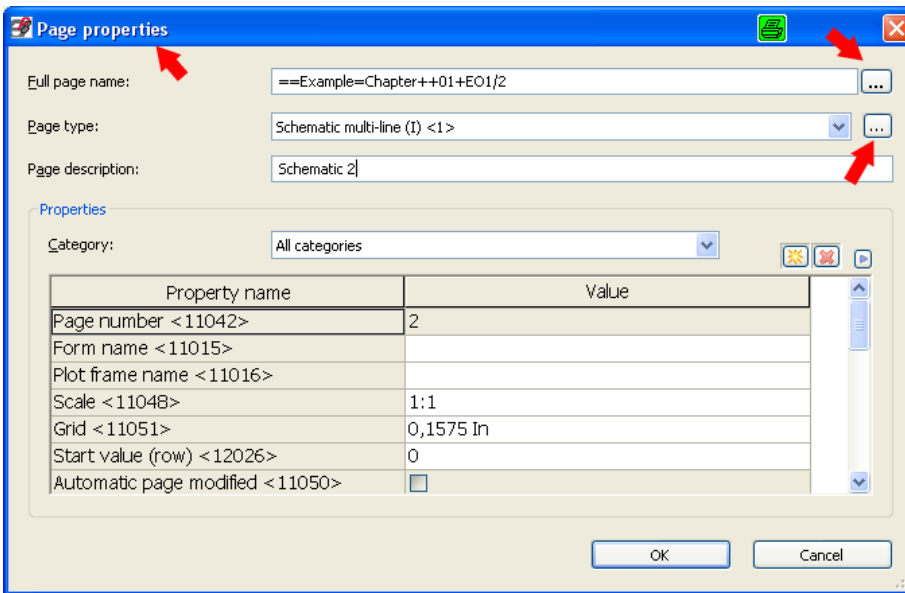 Page properties
Full page name: ==Example=Chapter++01+EO1/2 ...
Page type: Schematic multi-line (I) <1> ...
Page description: Schematic 2
Properties
Category: All categories
Property name Value
Page number <11042> 2
Form name <11015>
Plot frame name <11016>
Scale <11048> 1:1
Grid <11051> 0,1575 In
Start value (row) <12026> 0
Automatic page modified <11050>
OK Cancel